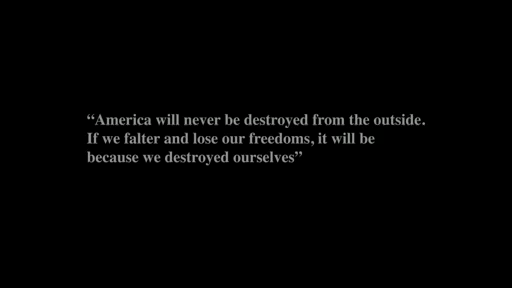 “America will never be destroyed from the outside.
If we falter and lose our freedoms, it will be
because we destroyed ourselves”